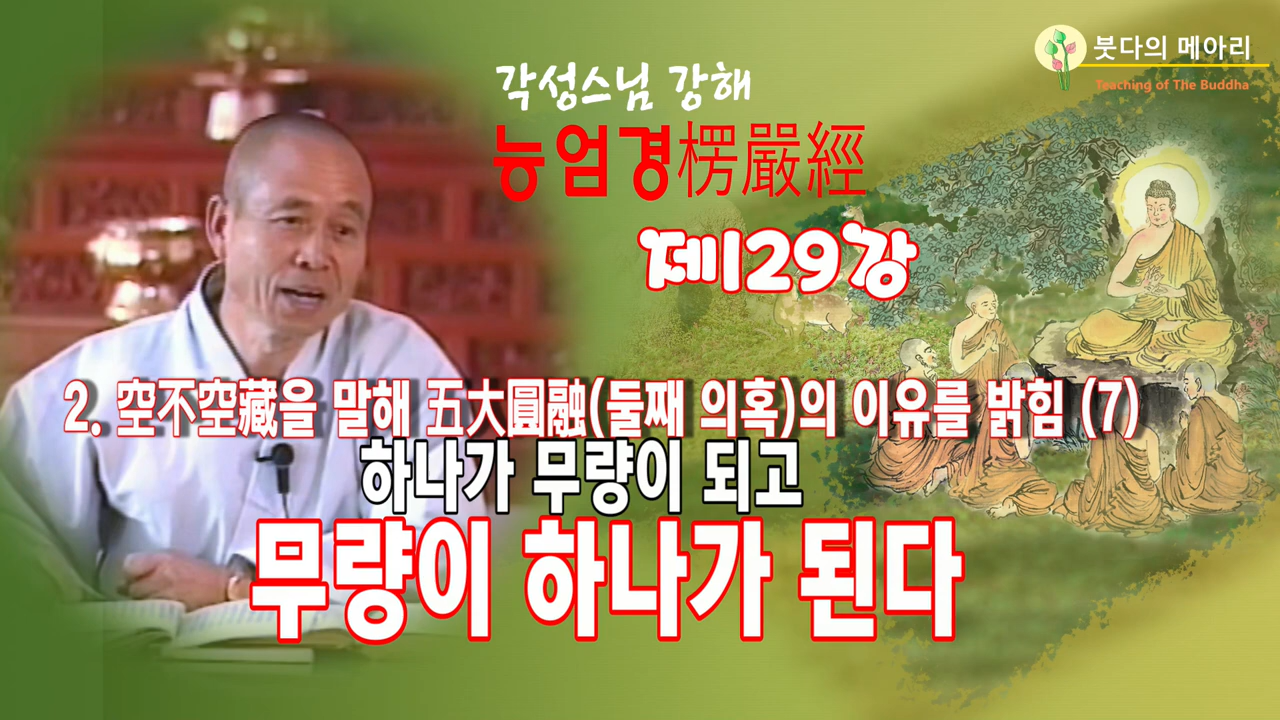 붓다의 메아리
Teaching of The Buddha
각성스님 강해
능엄경楞嚴經
제129강
2. 空不空藏을 말해 五大圓融(둘째 의혹)의 이유를 밝힘 (7)
하나가 무량이 되고
무량이 하나가 된다